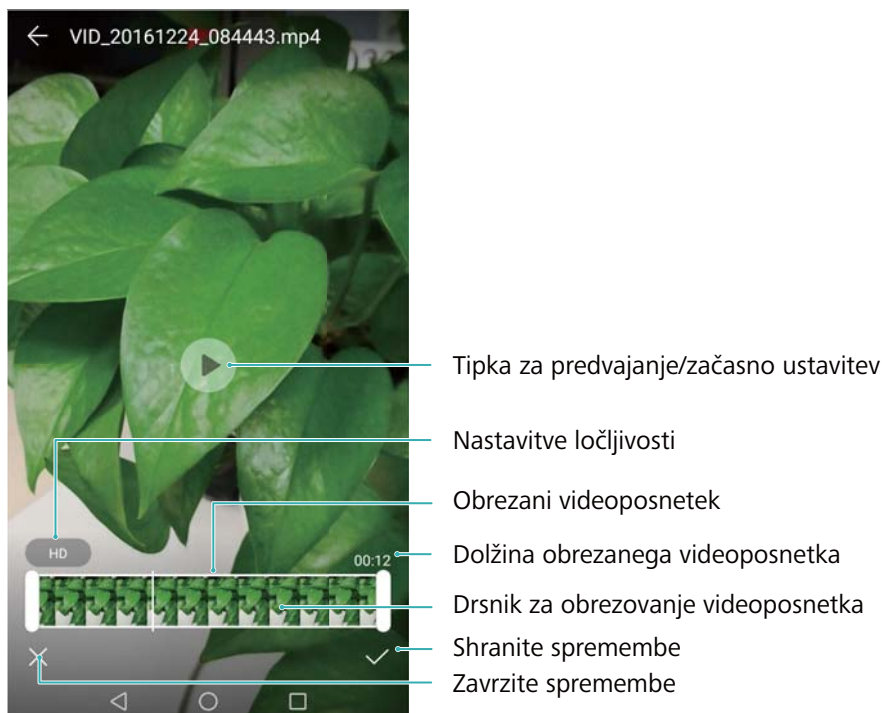 VID_20161224_084443.mp4
Tipka za predvajanje/začasno ustavitev
Nastavitve ločljivosti
Obrezani videoposnetek
HD
00:12
Dolžina obrezanega videoposnetka
Drsnik za obrezovanje videoposnetka
Shranite spremembe
Zavrzite spremembe